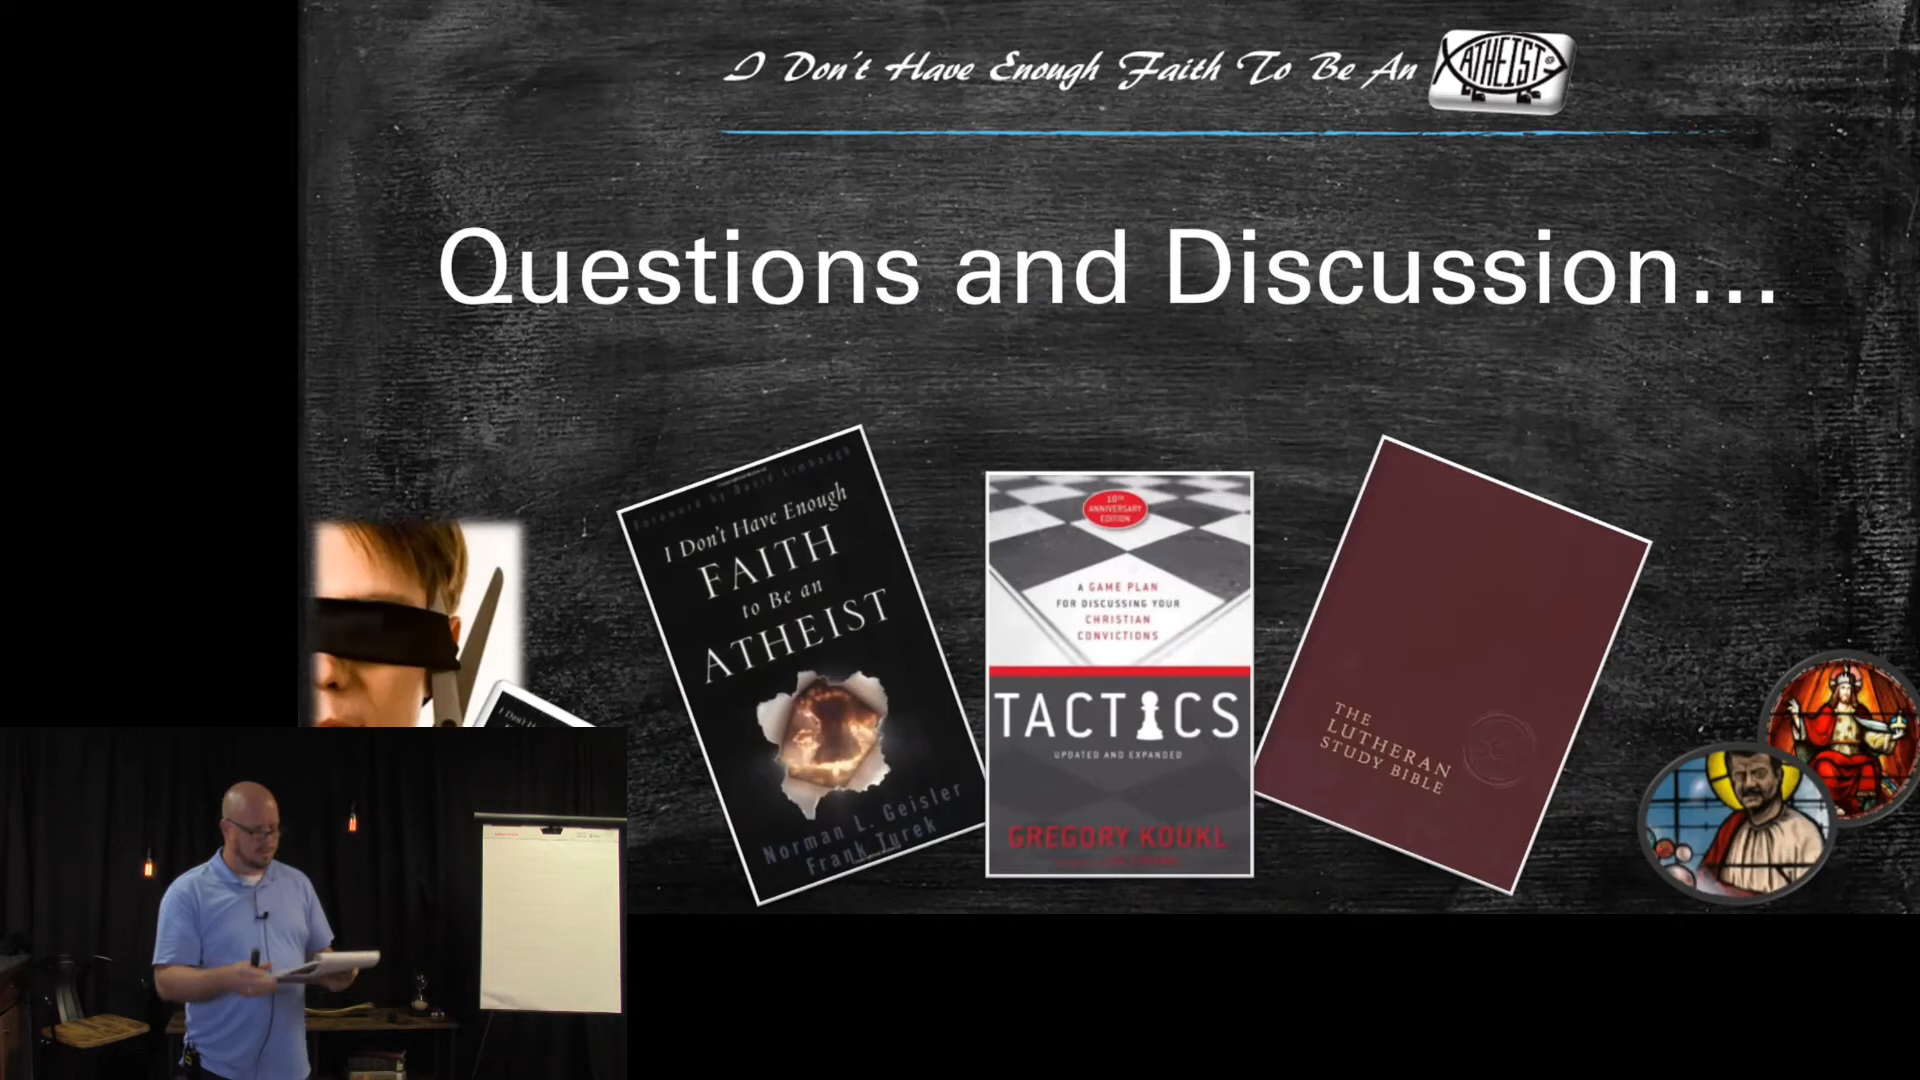 I Don't Have Enough Faith To Be An
ATHEIST
Questions and Discussion...
Foreword by David Limbaugh
I Don't Have Enough
FAITH
to Be an
ATHEIST
Norman L. Geisler
Frank Turek
10TH
ANNIVERSARY
EDITION
A GAME PLAN
FOR DISCUSSING YOUR
CHRISTIAN
CONVICTIONS
TACTICS
UPDATED AND EXPANDED
GREGORY KOUKL
THE
LUTHERAN
STUDY BIBLE
I Don't